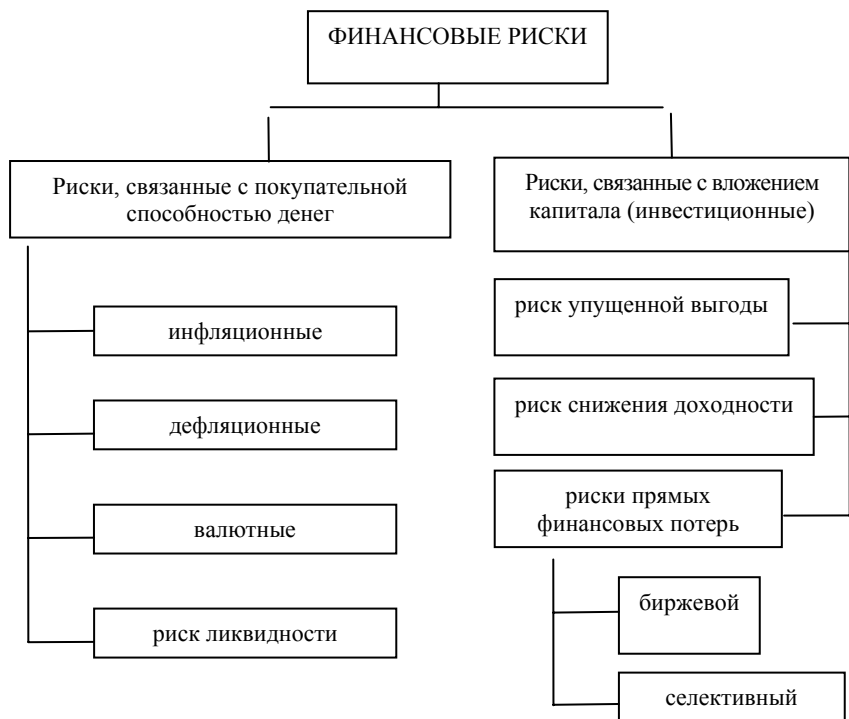 ФИНАНСОВЫЕ РИСКИ
Риски, связанные с покупательной
способностью денег
инфляционные
дефляционные
валютные
риск ликвидности
Риски, связанные с вложением
капитала (инвестиционные)
риск упущенной выгоды
риск снижения доходности
риски прямых
финансовых потерь
биржевой
селективный